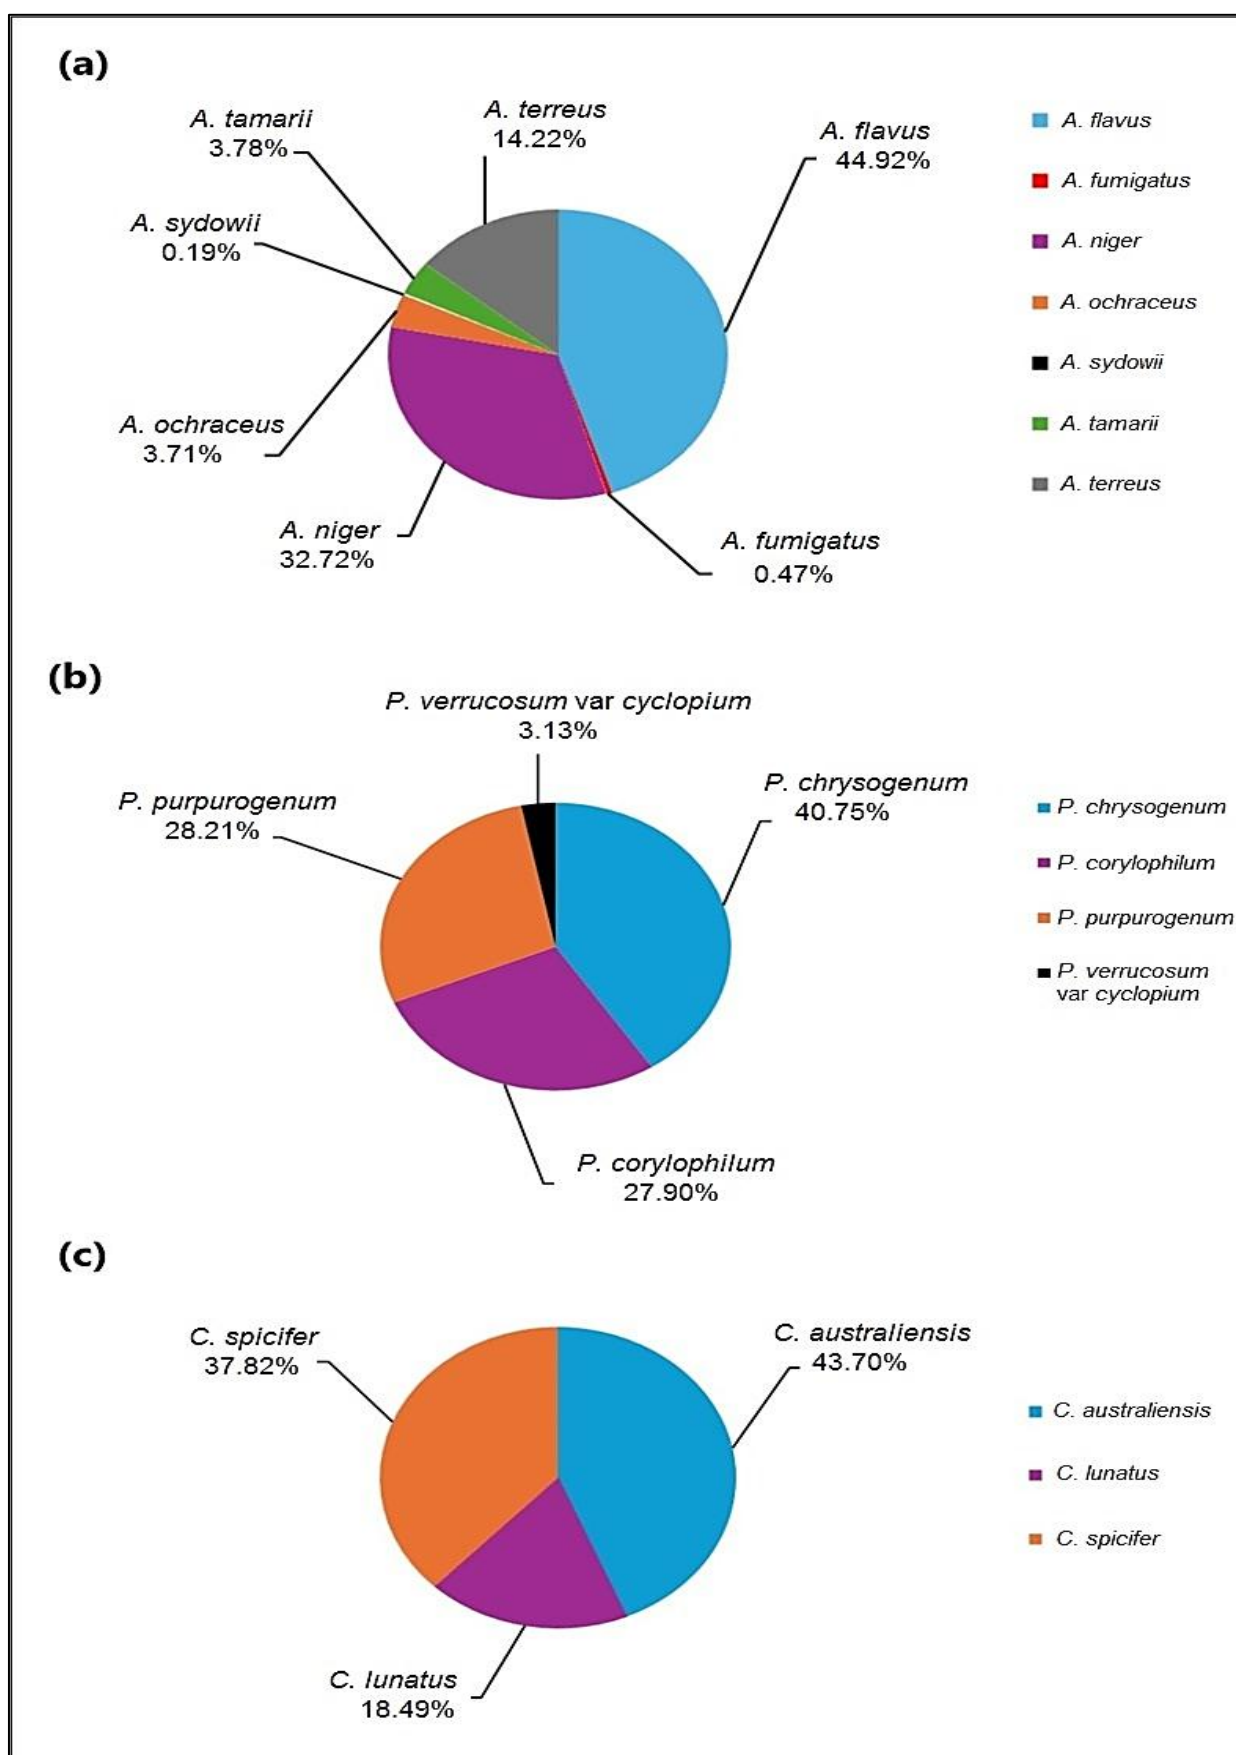 (a)
A. terreus
14.22%
A. tamarii
3.78%
A. flavus
44.92%
A. sydowii
0.19%
A. ochraceus
3.71%
A. niger
32.72%
A. fumigatus
0.47%
A. flavus
A. fumigatus
A. niger
A. ochraceus
A. sydowii
A. tamarii
A. terreus
(b)
P. verrucosum var cyclopium
3.13%
P. chrysogenum
40.75%
P. purpurogenum
28.21%
P. corylophilum
27.90%
P. chrysogenum
P. corylophilum
P. purpurogenum
P. verrucosum
var cyclopium
(c)
C. spicifer
37.82%
C. australiensis
43.70%
C. lunatus
18.49%
C. australiensis
C. lunatus
C. spicifer